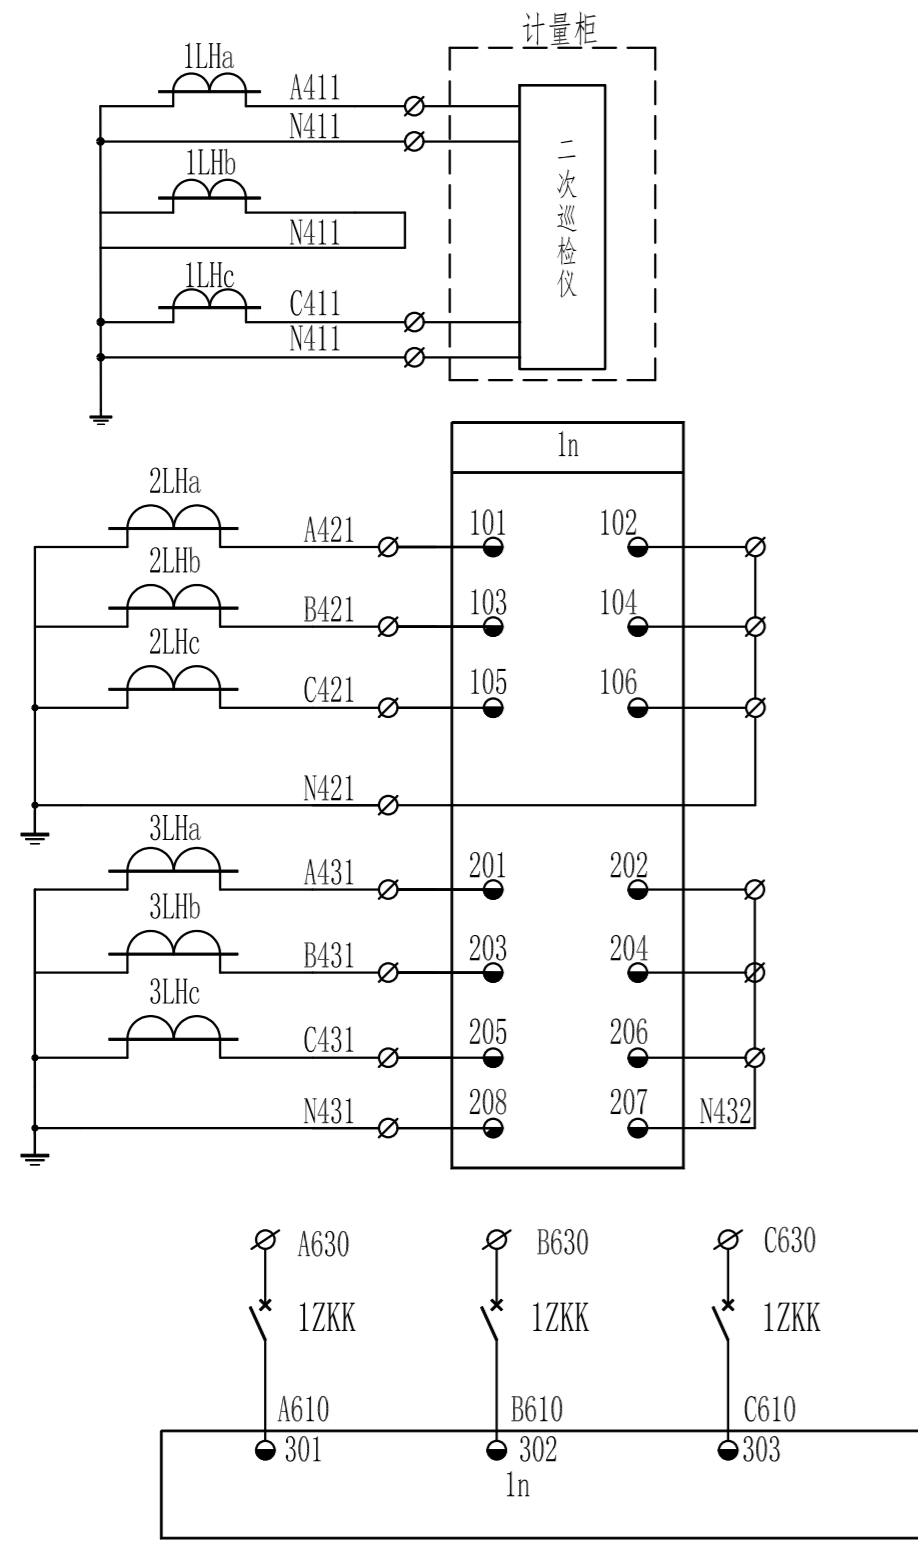 计量柜
1LHa
A411
N411
1LHb
N411
1LHc
C411
N411
二次巡检仪
1n
2LHa
A421
101
102
2LHb
B421
103
104
2LHc
C421
105
106
N421
3LHa
A431
201
202
3LHb
B431
203
204
3LHc
C431
205
206
N431
208
207
N432
A630
B630
C630
1ZKK
1ZKK
1ZKK
A610
B610
C610
301
302
303
1n